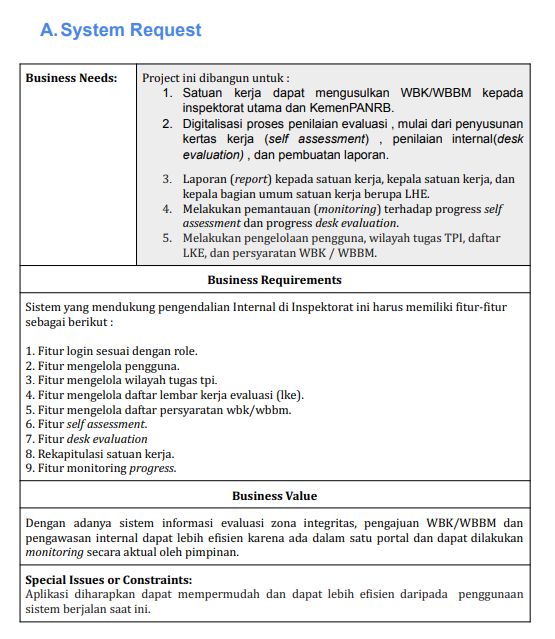 A. System Request
Business Needs:
Project ini dibangun untuk :
1. Satuan kerja dapat mengusulkan WBK/WBBM kepada
inspektorat utama dan KemenPANRB.
2. Digitalisasi proses penilaian evaluasi , mulai dari penyusunan
kertas kerja (self assessment) , penilaian internal(desk
evaluation) , dan pembuatan laporan.
3. Laporan (report) kepada satuan kerja, kepala satuan kerja, dan
kepala bagian umum satuan kerja berupa LHE.
4. Melakukan pemantauan (monitoring) terhadap progress self
assessment dan progress desk evaluation.
5. Melakukan pengelolaan pengguna, wilayah tugas TPI, daftar
LKE, dan persyaratan WBK / WBBM.
Business Requirements
Sistem yang mendukung pengendalian Internal di Inspektorat ini harus memiliki fitur-fitur
sebagai berikut :
1. Fitur login sesuai dengan role.
2. Fitur mengelola pengguna.
3. Fitur mengelola wilayah tugas tpi.
4. Fitur mengelola daftar lembar kerja evaluasi (lke).
5. Fitur mengelola daftar persyaratan wbk/wbbm.
6. Fitur self assessment.
7. Fitur desk evaluation
8. Rekapitulasi satuan kerja.
9. Fitur monitoring progress.
Business Value
Dengan adanya sistem informasi evaluasi zona integritas, pengajuan WBK/WBBM dan
pengawasan internal dapat lebih efisien karena ada dalam satu portal dan dapat dilakukan
monitoring secara aktual oleh pimpinan.
Special Issues or Constraints:
Aplikasi diharapkan dapat mempermudah dan dapat lebih efisien daripada penggunaan
sistem berjalan saat ini.